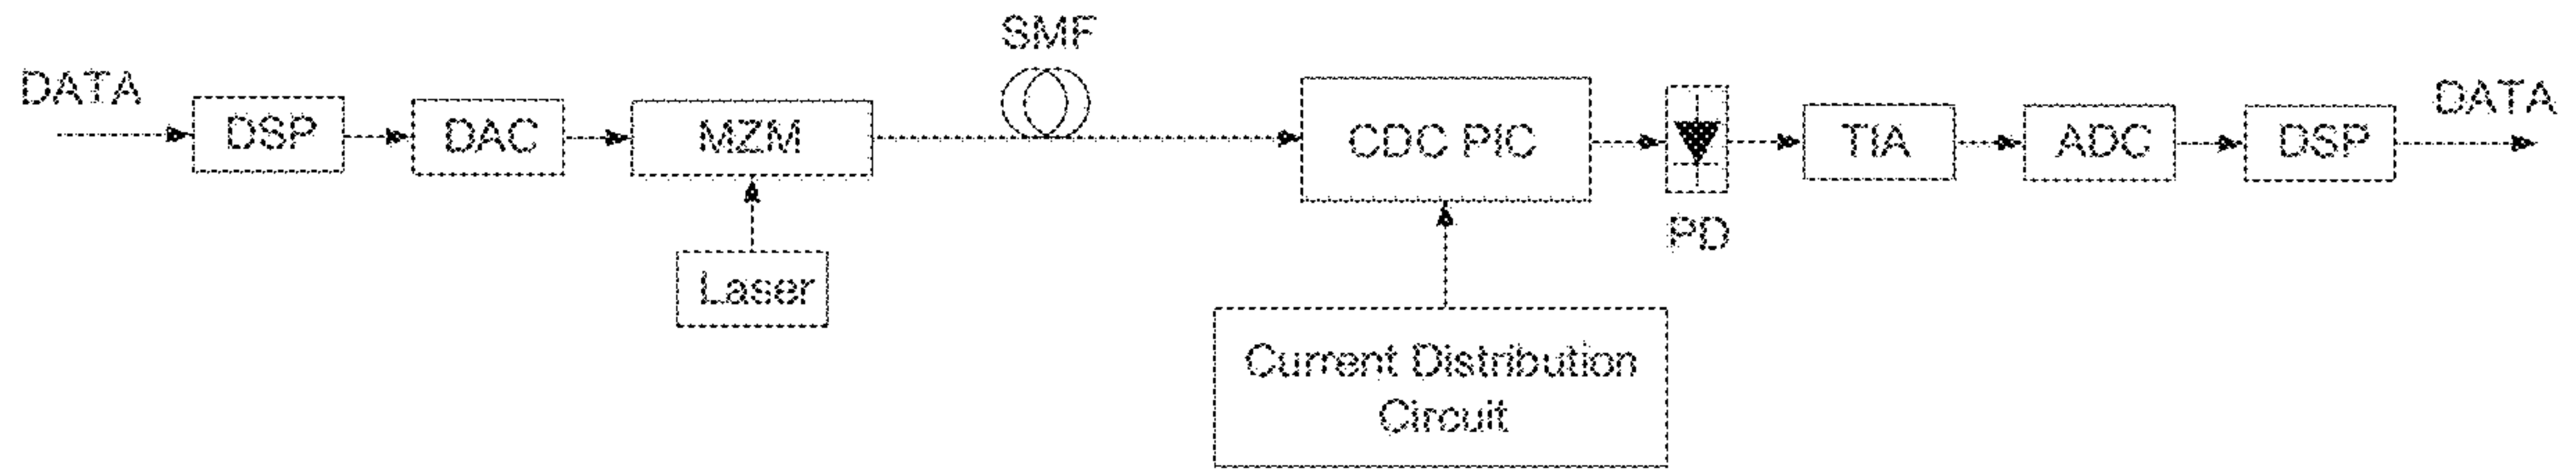 SMF
DATA
DSP
DAC
MZM
CDC PIC
TIA
ADC
DSP
DATA
PD
Laser
Current Distribution
Circuit